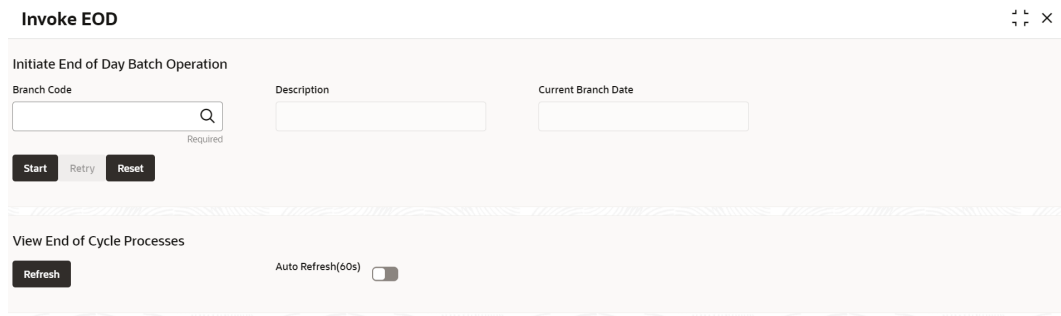 Invoke EOD
Initiate End of Day Batch Operation
Branch Code Description Current Branch Date
Required
Start Retry Reset
View End of Cycle Processes
Refresh Auto Refresh(60s)